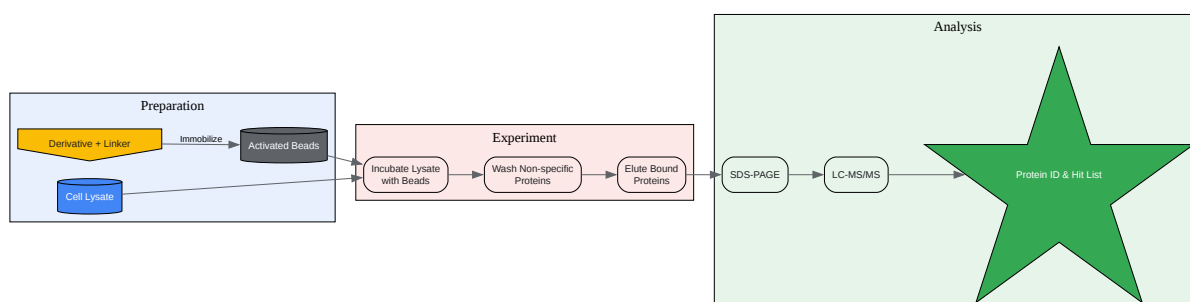 Preparation
Derivative + Linker
Immobilize
Activated Beads
Cell Lysate
Experiment
Incubate Lysate
with Beads
Wash Non-specific
Proteins
Elute Bound
Proteins
Analysis
SDS-PAGE
LC-MS/MS
Protein ID & Hit List